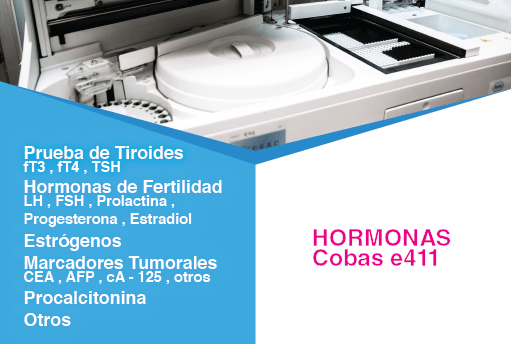 Prueba de Tiroides
fT3 , fT4 , TSH
Hormonas de Fertilidad
LH , FSH , Prolactina ,
Progesterona , Estradiol
Estrógenos
Marcadores Tumorales
CEA , AFP , cA - 125 , otros
Procalcitonina
Otros
HORMONAS
Cobas e411